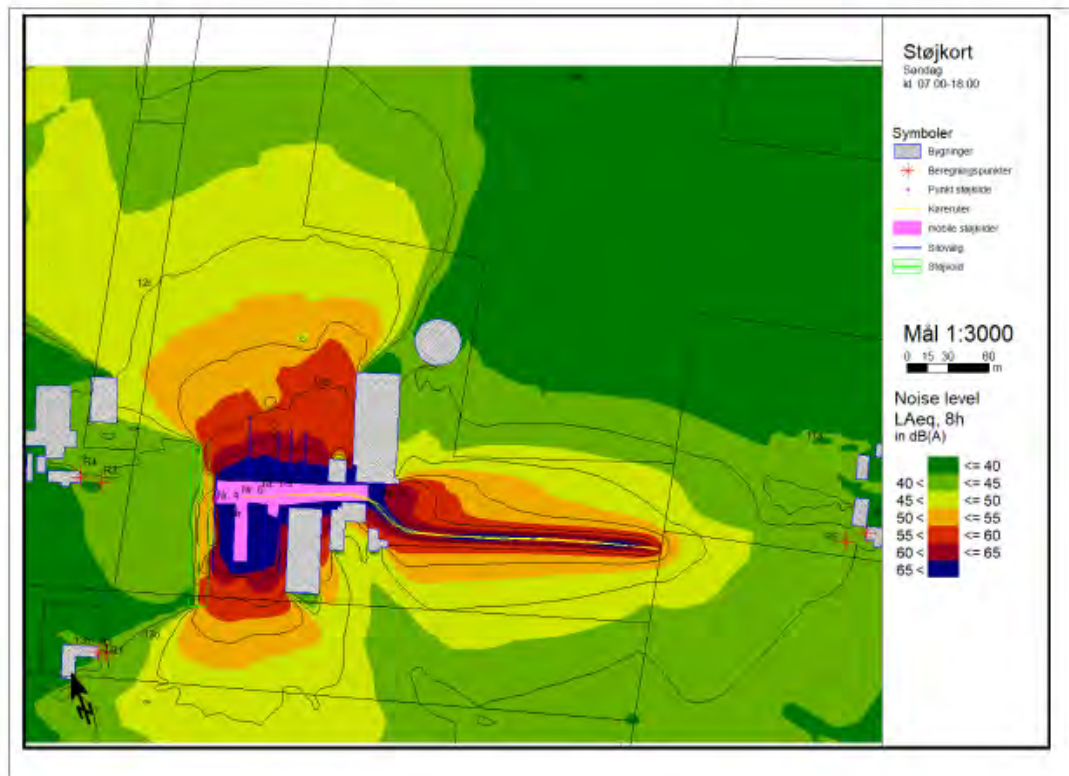 Støjkort
Søndag
kl. 07.00-18.00
Symboler
Bygninger
Beregningspunkter
Punkt støjkilde
Køreruter
mobile støjkilder
Støjvold
Mål 1:3000
0 15 30 60
m
Noise level
LAeq, 8h
in dB(A)
<= 40
40 < <= 45
45 < <= 50
50 < <= 55
55 < <= 60
60 < <= 65
65 <
R4
R1
N